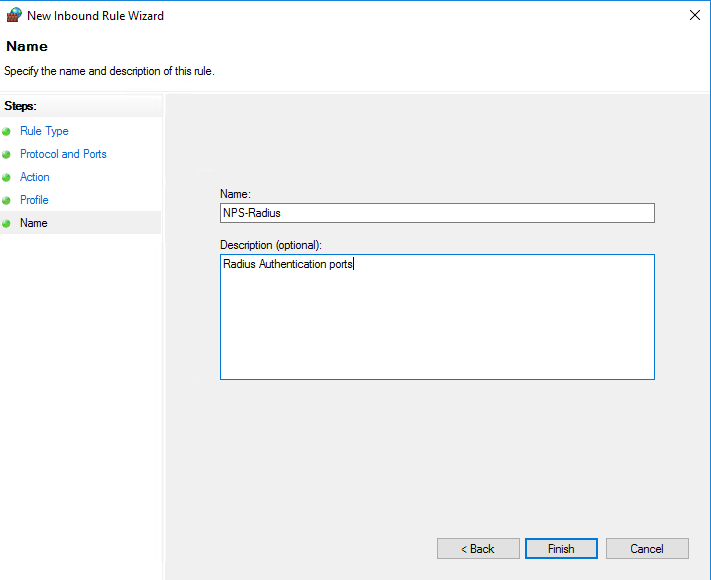 New Inbound Rule Wizard
Name
Specify the name and description of this rule.
Steps:
Rule Type
Protocol and Ports
Action
Profile
Name
Name:
NPS-Radius
Description (optional):
Radius Authentication ports
< Back
Finish
Cancel